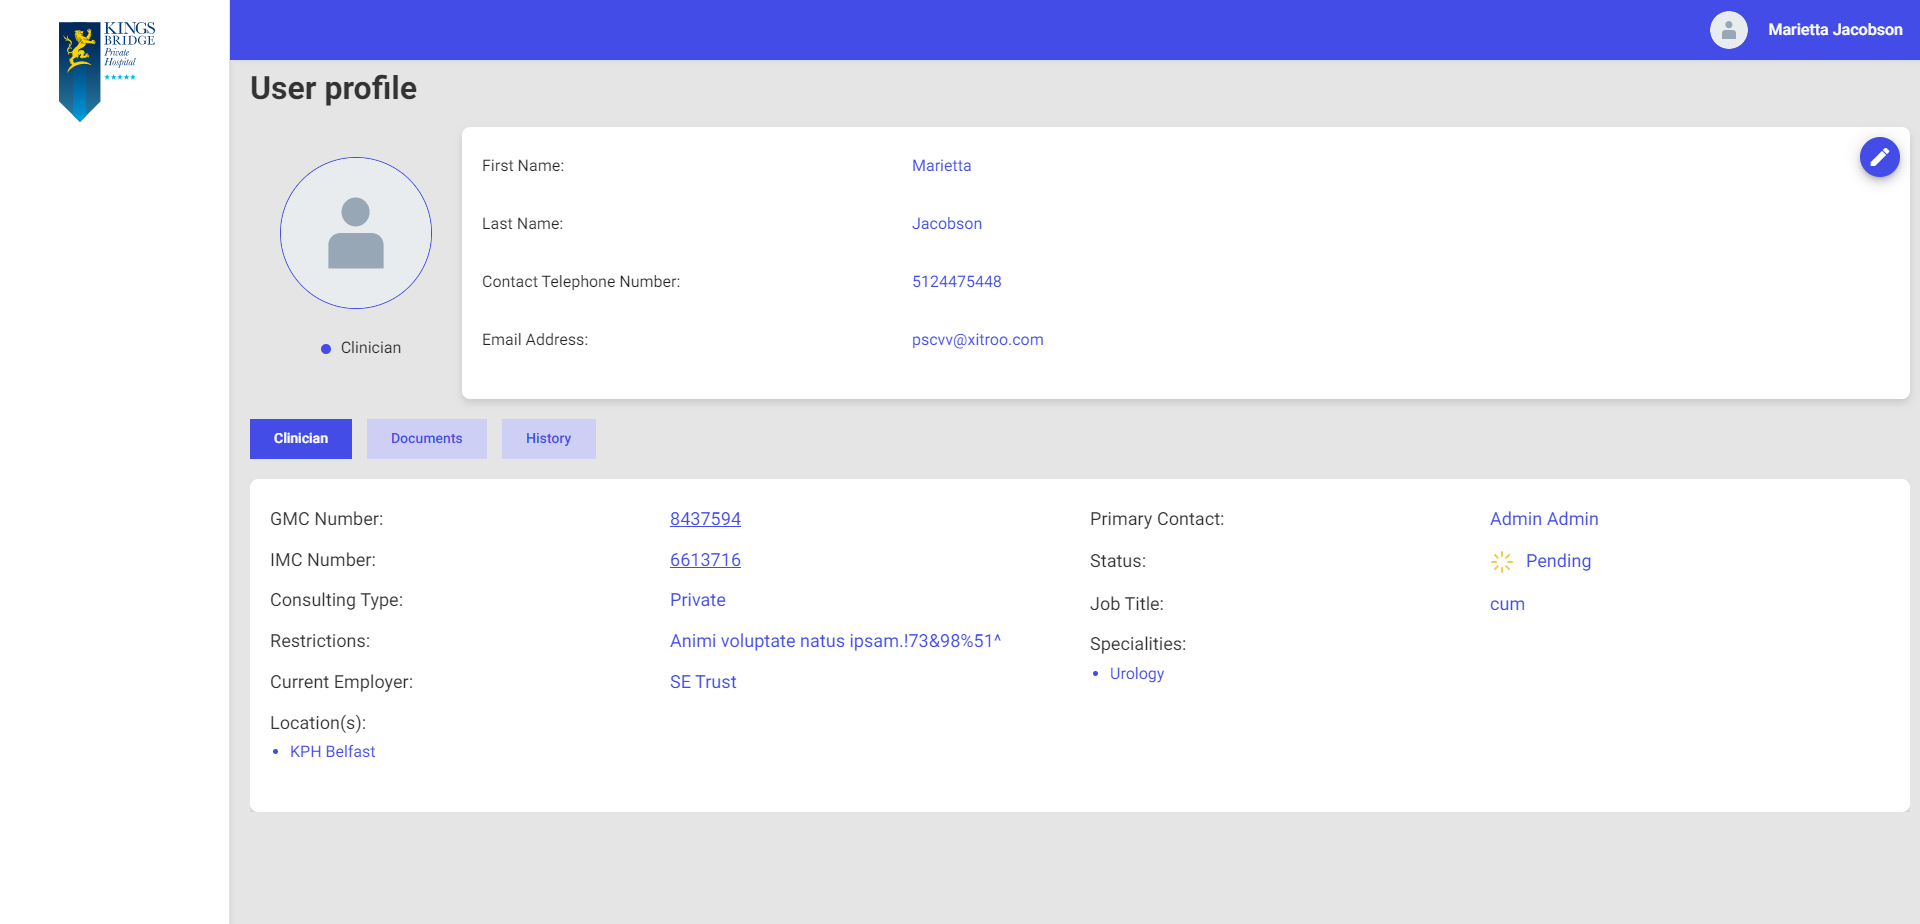 KINGS
BRIDGE
Private
Hospital
Marietta Jacobson
User profile
Clinician
First Name: Marietta
Last Name: Jacobson
Contact Telephone Number: 5124475448
Email Address: pscvv@xitroo.com
Clinician Documents History
GMC Number: 8437594
IMC Number: 6613716
Consulting Type: Private
Restrictions: Animi voluptate natus ipsam.!73&98%51^
Current Employer: SE Trust
Location(s):
• KPH Belfast
Primary Contact: Admin Admin
Status: Pending
Job Title: cum
Specialities:
• Urology